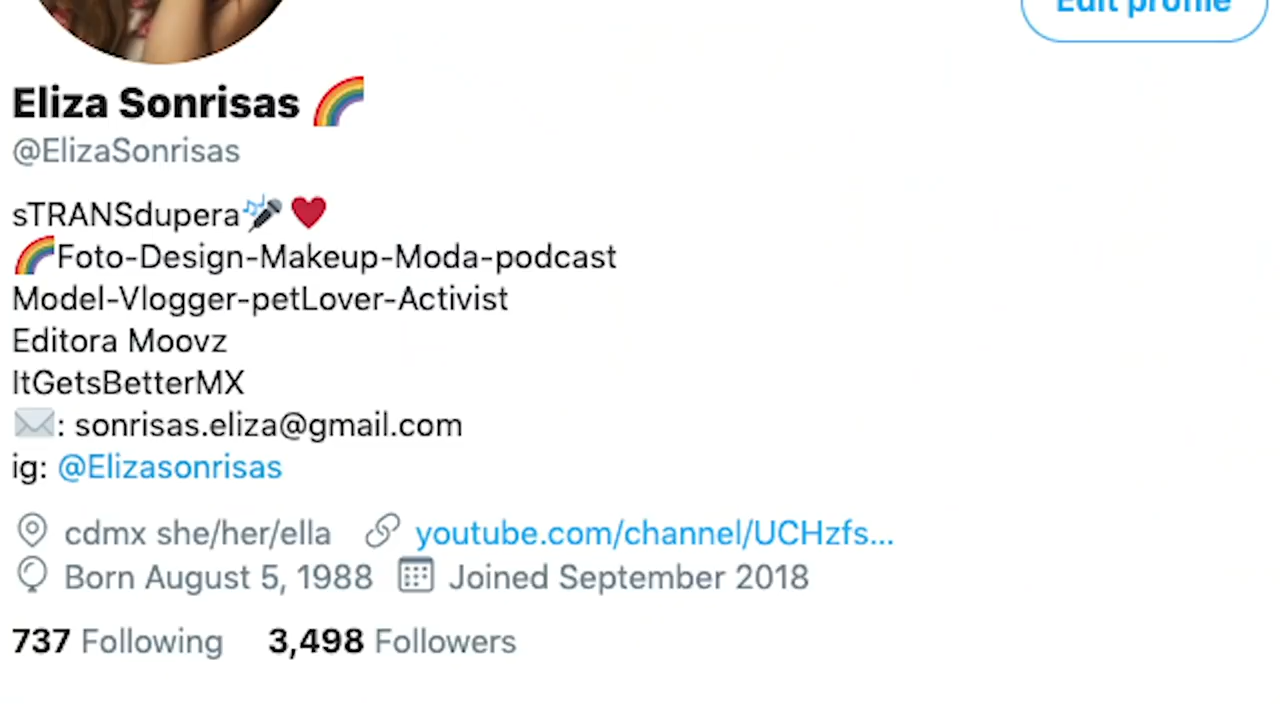 Edit profile
Eliza Sonrisas 🌈
@ElizaSonrisas
sTRANSdupera🎤❤️
🌈Foto-Design-Makeup-Moda-podcast
Model-Vlogger-petLover-Activist
Editora Moovz
ItGetsBetterMX
✉️: sonrisas.eliza@gmail.com
ig: @Elizasonrisas
cdmx she/her/ella youtube.com/channel/UCHzfs...
Born August 5, 1988 Joined September 2018
737 Following 3,498 Followers